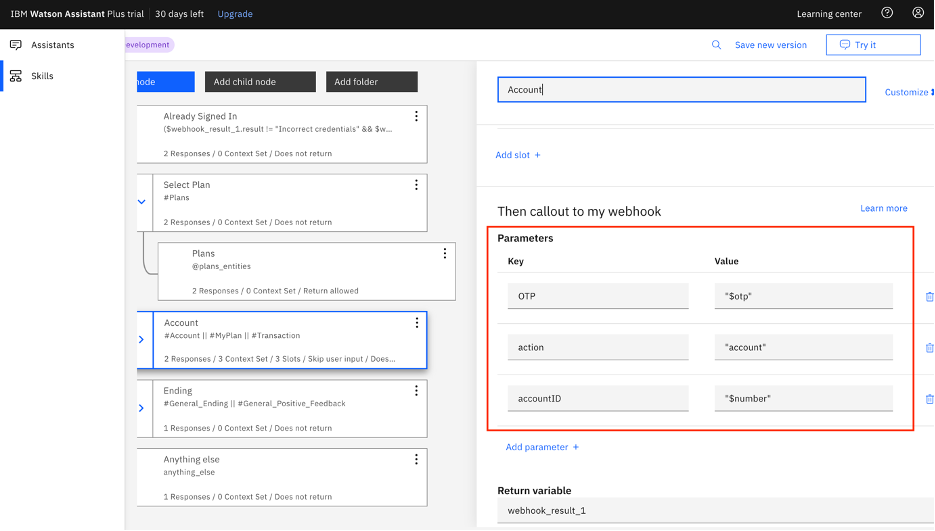 IBM Watson Assistant Plus trial
30 days left
Upgrade
Learning center
Assistants
Skills
evelopment
Save new version
Try it
node
Add child node
Add folder
Already Signed In
($webhook_result_1.result != "Incorrect credentials" && $w...
2 Responses / 0 Context Set / Does not return
Select Plan
#Plans
2 Responses / 0 Context Set / Does not return
Plans
@plans_entities
2 Responses / 0 Context Set / Return allowed
Account
#Account || #MyPlan || #Transaction
2 Responses / 3 Context Set / 3 Slots / Skip user input / Does...
Ending
#General_Ending || #General_Positive_Feedback
1 Responses / 0 Context Set / Does not return
Anything else
anything_else
1 Responses / 0 Context Set / Does not return
Account
Customize
Add slot +
Then callout to my webhook
Learn more
Parameters
Key Value
OTP "$otp"
action "account"
accountID "$number"
Add parameter +
Return variable
webhook_result_1